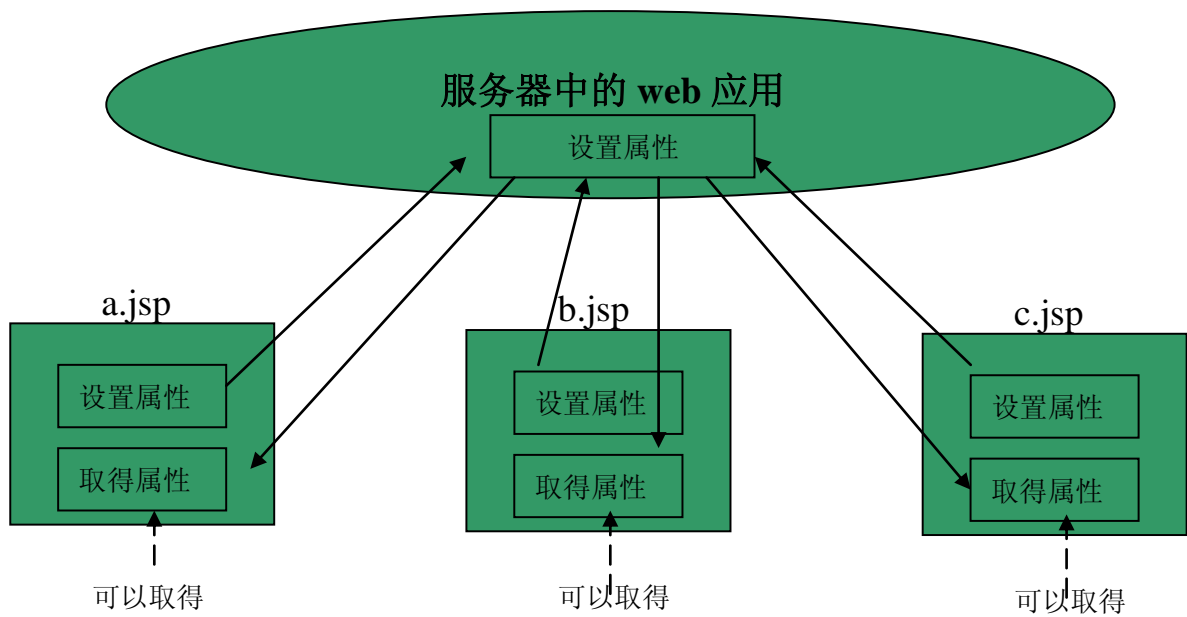 服务器中的 web 应用
设置属性
a.jsp
b.jsp
c.jsp
设置属性
设置属性
设置属性
取得属性
取得属性
取得属性
可以取得
可以取得
可以取得